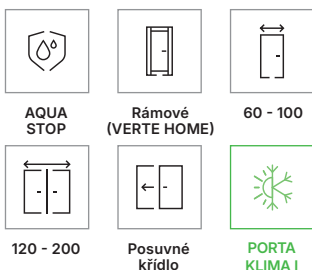 AQUA
STOP
Rámové
(VERTE HOME)
60 - 100
120 - 200
Posuvné
křídlo
PORTA
KLIMA I